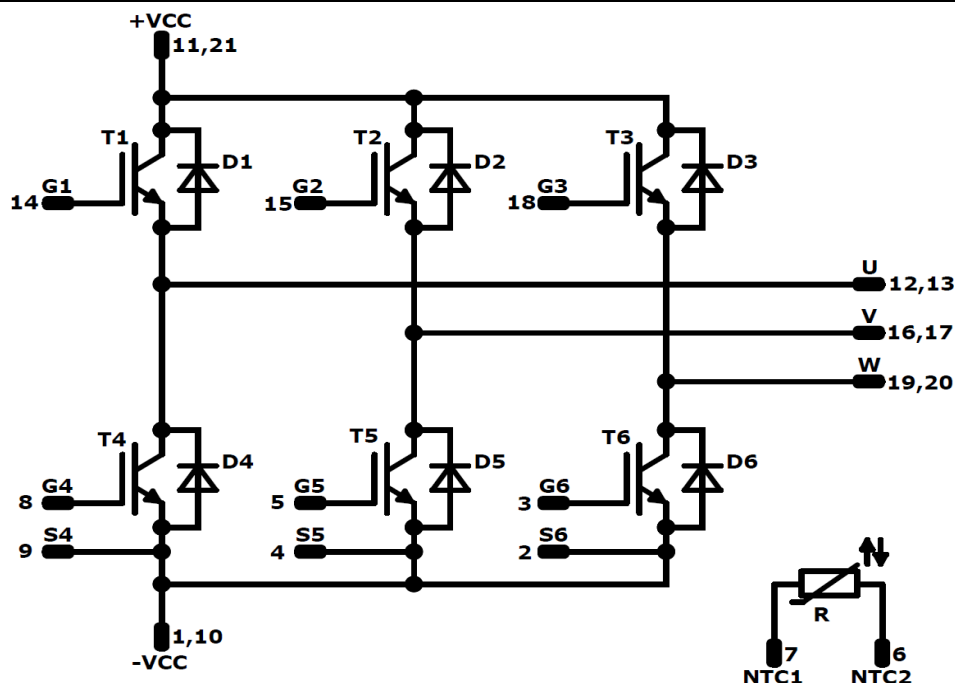 +VCC
11,21
T1
D1
T2
D2
T3
D3
G1
14
G2
15
G3
18
U
12,13
V
16,17
W
19,20
T4
D4
T5
D5
T6
D6
G4
8
G5
5
G6
3
S4
9
S5
4
S6
2
R
1,10
-VCC
7
NTC1
6
NTC2